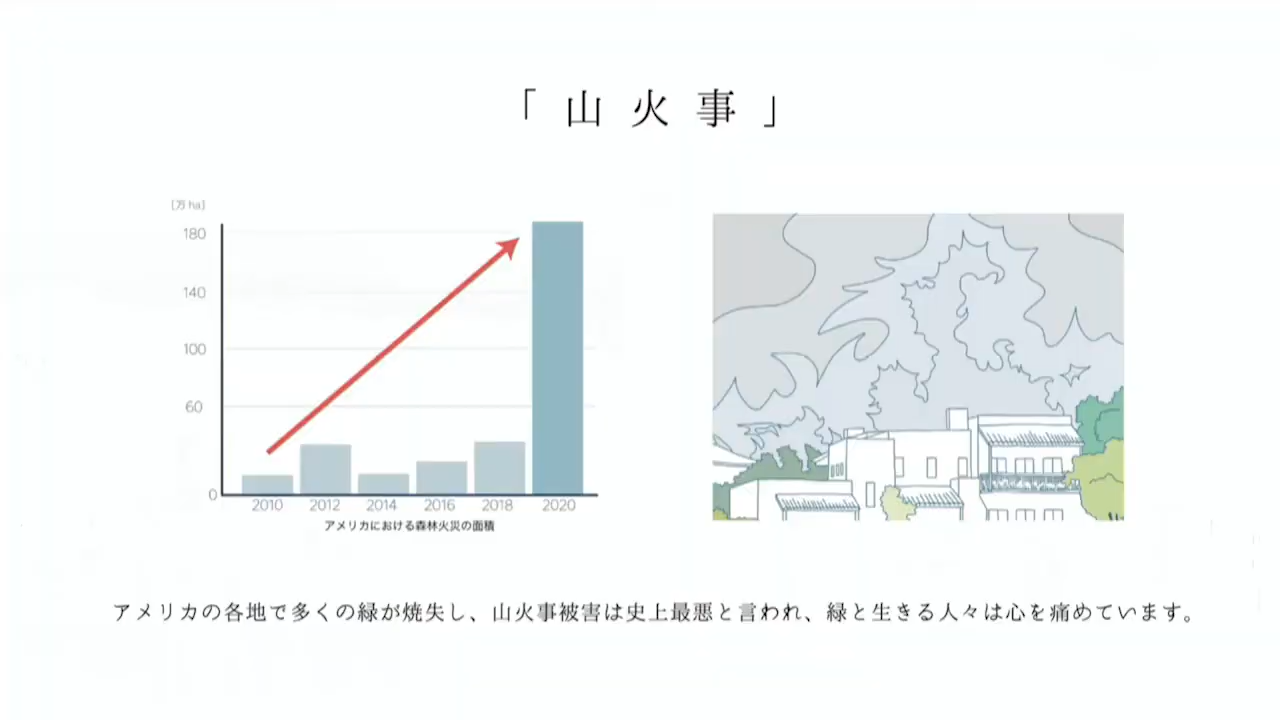 「山火事」
[万 ha]
180
140
100
60
0
2010 2012 2014 2016 2018 2020
アメリカにおける森林火災の面積
アメリカの各地で多くの緑が焼失し、山火事被害は史上最悪と言われ、緑と生きる人々は心を痛めています。